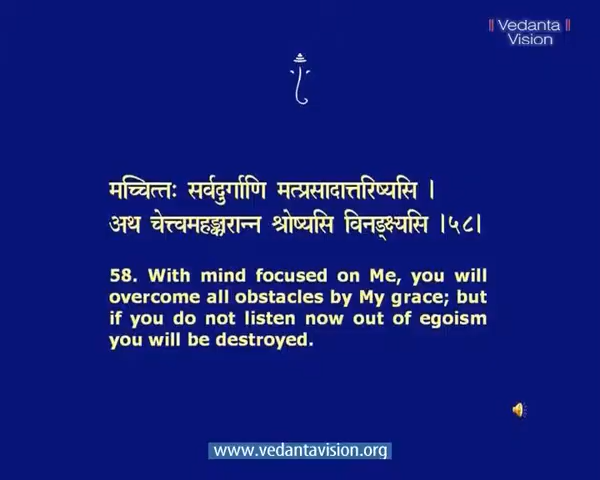 || Vedanta ||
Vision
मच्चित्तः सर्वदुर्गाणि मत्प्रसादात्तरिष्यसि ।
अथ चेत्त्वमहङ्कारान्न श्रोष्यसि विनङ्क्ष्यसि ।५८।
58. With mind focused on Me, you will
overcome all obstacles by My grace; but
if you do not listen now out of egoism
you will be destroyed.
www.vedantavision.org